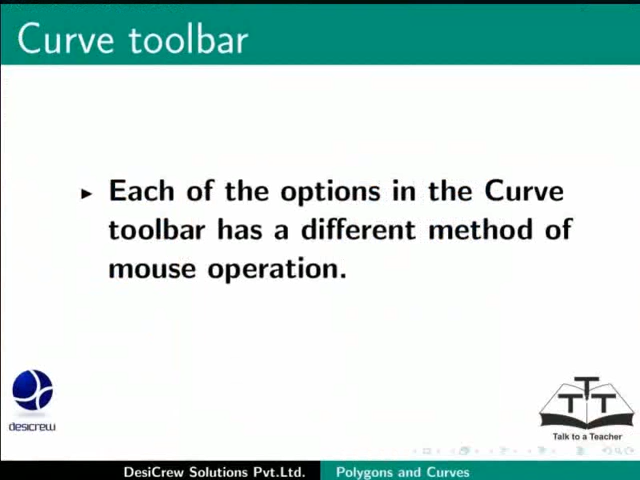 Curve toolbar
Each of the options in the Curve
toolbar has a different method of
mouse operation.
desicrew
TTT
Talk to a Teacher
DesiCrew Solutions Pvt.Ltd. Polygons and Curves